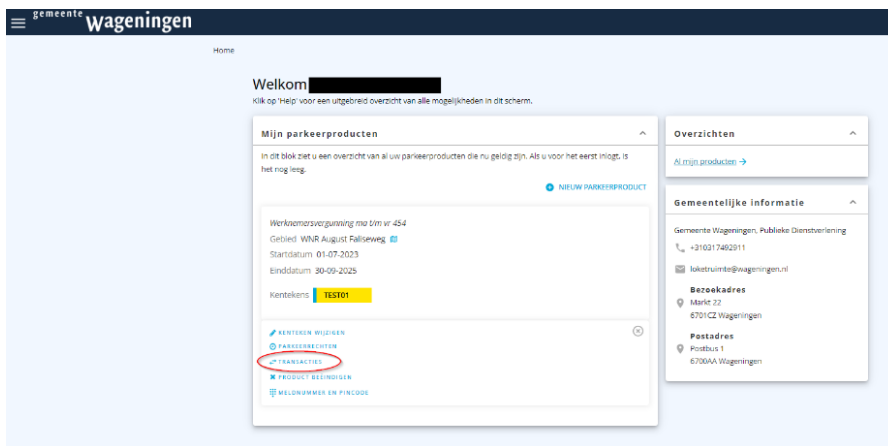 gemeente Wageningen
Home
Welkom
Klik op 'Help' voor een uitgebreid overzicht van alle mogelijkheden in dit scherm.
Mijn parkeerproducten
In dit blok ziet u een overzicht van al uw parkeerproducten die nu geldig zijn. Als u voor het eerst inlogt, is
het nog leeg.
NIEUW PARKEERPRODUCT
Werknemersvergunning ma t/m vr 454
Gebied WNR August Faliseweg
Startdatum 01-07-2023
Einddatum 30-09-2025
Kentekens TEST01
KENTEKEN WIJZIGEN
PARKEERRECHTEN
TRANSACTIES
PRODUCT BEËINDIGEN
MELDNUMMER EN PINCODE
Overzichten
Al mijn producten
Gemeentelijke informatie
Gemeente Wageningen, Publieke Dienstverlening
+310317492911
loketruimte@wageningen.nl
Bezoekadres
Markt 22
6701CZ Wageningen
Postadres
Postbus 1
6700AA Wageningen